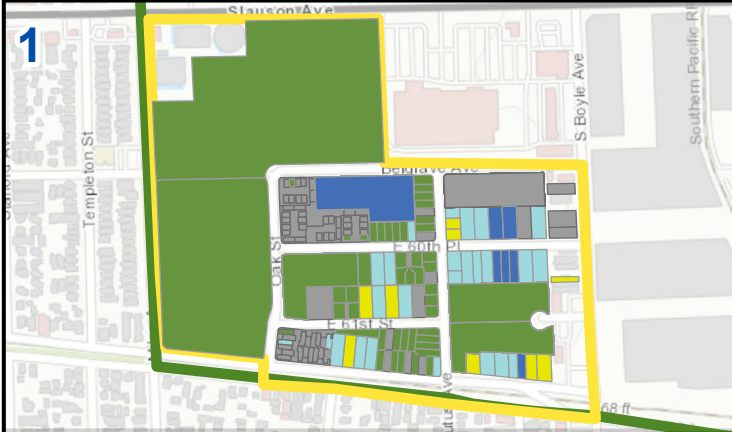 1
Slauson Ave
S Boyle Ave
Southern Pacific RR
Templeton St
Belgrave Ave
Oak St
E 60th Pl
E 61st St
68 ft